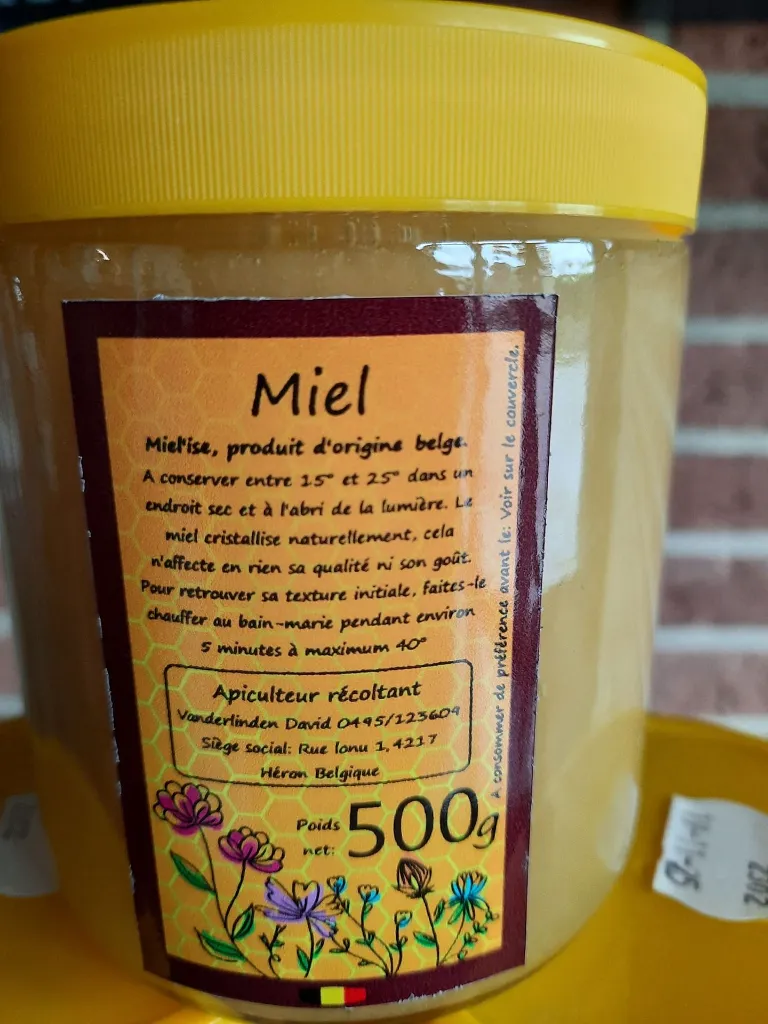 Miel
Miel'ise, produit d'origine belge.
A conserver entre 15° et 25° dans un
endroit sec et à l'abri de la lumière. Le
miel cristallise naturellement, cela
n'affecte en rien sa qualité ni son goût.
Pour retrouver sa texture initiale, faites-le
chauffer au bain-marie pendant environ
5 minutes à maximum 40°
Apiculteur récoltant
Vanderlinden David 0495/123604
Siège social: Rue Ionu 1, 4217
Héron Belgique
Poids
net:
500g
A consommer de préférence avant le: Voir sur le couvercle.